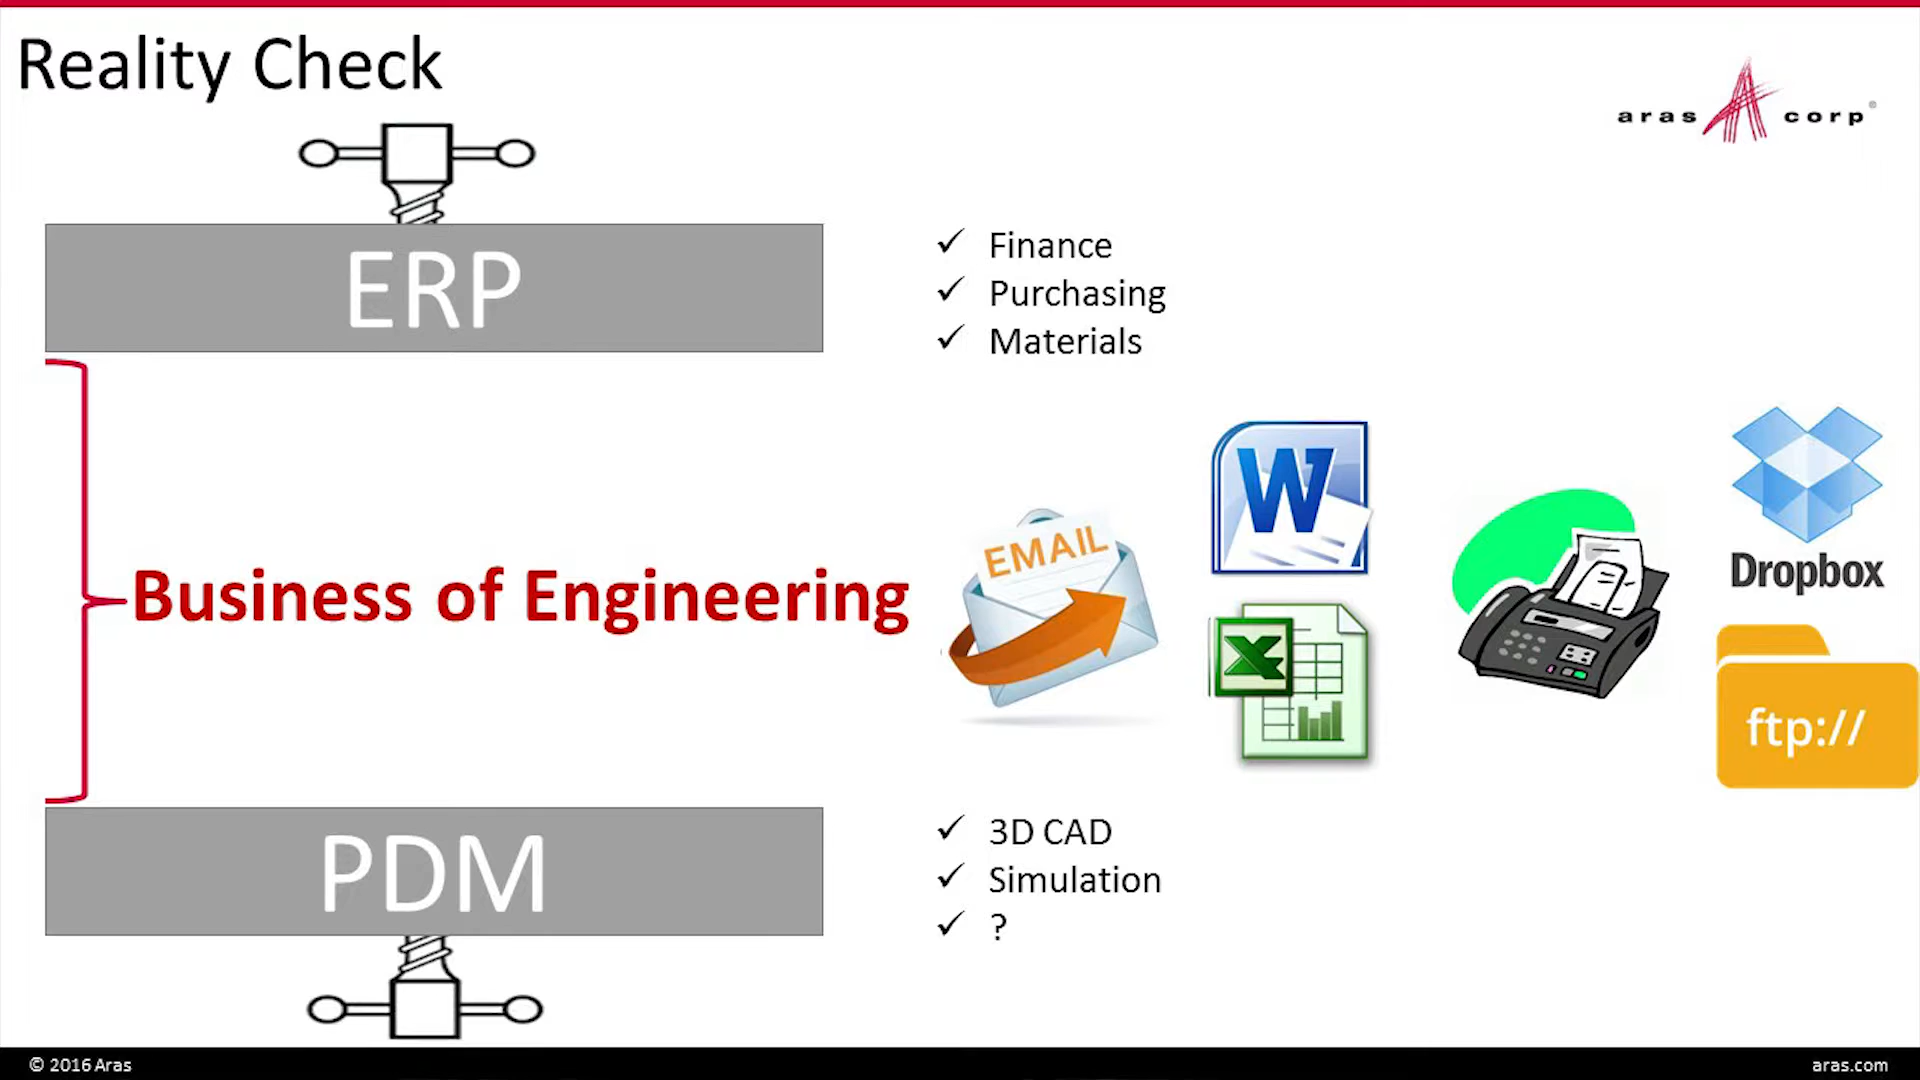 Reality Check
aras corp®
ERP
✓ Finance
✓ Purchasing
✓ Materials
Business of Engineering
EMAIL
W
X
Dropbox
ftp://
PDM
✓ 3D CAD
✓ Simulation
✓ ?
© 2016 Aras
aras.com